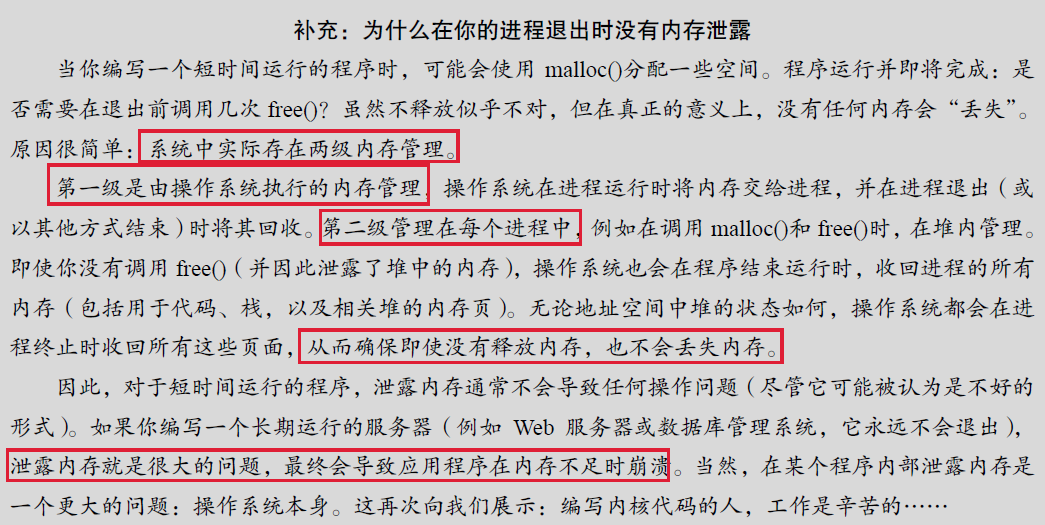 补充：为什么在你的进程退出时没有内存泄露
当你编写一个短时间运行的程序时，可能会使用 malloc()分配一些空间。程序运行并即将完成：是
否需要在退出前调用几次 free()？虽然不释放似乎不对，但在真正的意义上，没有任何内存会“丢失”。
原因很简单：系统中实际存在两级内存管理。
第一级是由操作系统执行的内存管理，操作系统在进程运行时将内存交给进程，并在进程退出（或
以其他方式结束）时将其回收。第二级管理在每个进程中，例如在调用 malloc()和 free()时，在堆内管理。
即使你没有调用 free()（并因此泄露了堆中的内存），操作系统也会在程序结束运行时，收回进程的所有
内存（包括用于代码、栈，以及相关堆的内存页）。无论地址空间中堆的状态如何，操作系统都会在进
程终止时收回所有这些页面，从而确保即使没有释放内存，也不会丢失内存。
因此，对于短时间运行的程序，泄露内存通常不会导致任何操作问题（尽管它可能被认为是不好的
形式）。如果你编写一个长期运行的服务器（例如 Web 服务器或数据库管理系统，它永远不会退出），
泄露内存就是很大的问题，最终会导致应用程序在内存不足时崩溃。当然，在某个程序内部泄露内存是
一个更大的问题：操作系统本身。这再次向我们展示：编写内核代码的人，工作是辛苦的……